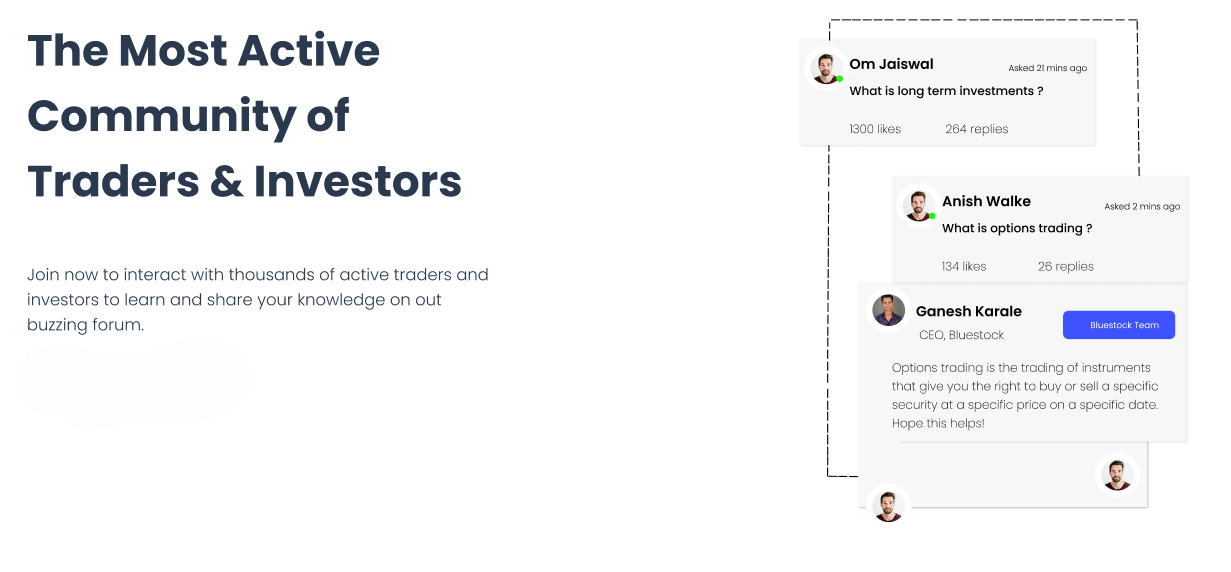 The Most Active
Community of
Traders & Investors
Join now to interact with thousands of active traders and
investors to learn and share your knowledge on out
buzzing forum.
Om Jaiswal
Asked 21 mins ago
What is long term investments ?
1300 likes 264 replies
Anish Walke
Asked 2 mins ago
What is options trading ?
134 likes 26 replies
Ganesh Karale
CEO, Bluestock
Bluestock Team
Options trading is the trading of instruments
that give you the right to buy or sell a specific
security at a specific price on a specific date.
Hope this helps!